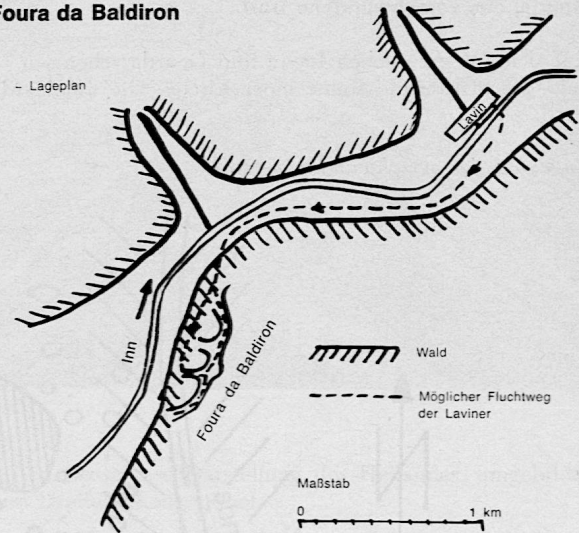 Foura da Baldiron
- Lageplan
Lavin
Inn
Foura da Baldiron
Wald
Möglicher Fluchtweg
der Laviner
Maßstab
0 1 km